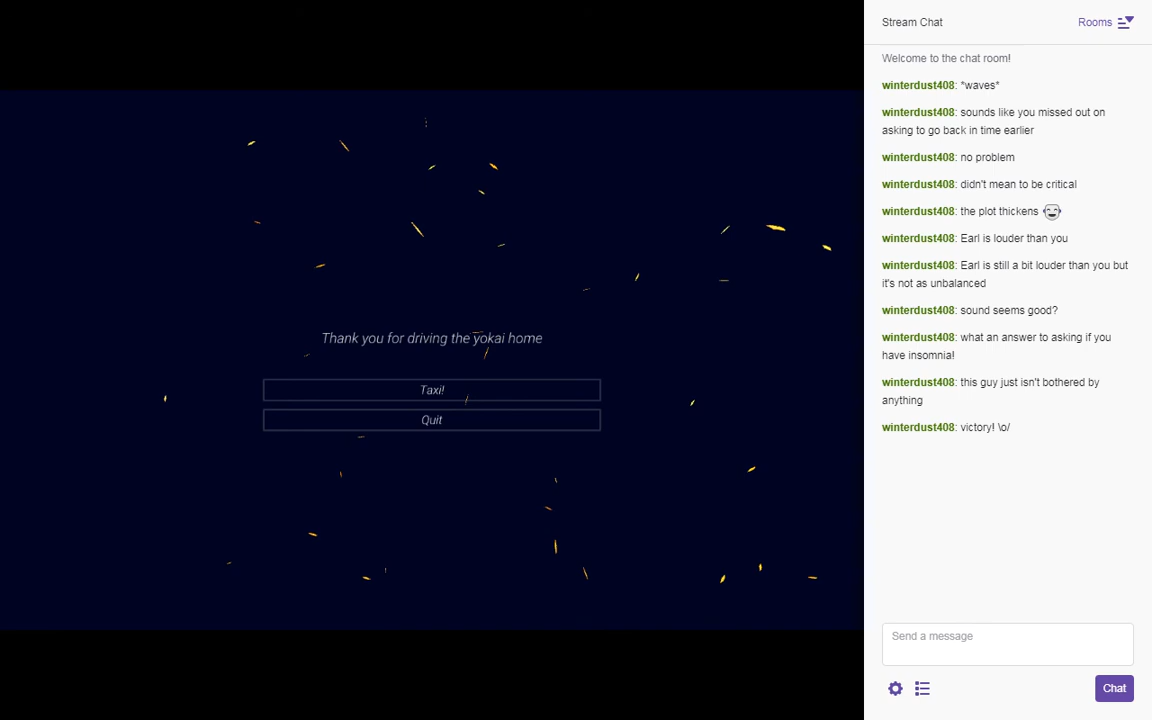 Stream Chat
Rooms
Welcome to the chat room!
winterdust408: *waves*
winterdust408: sounds like you missed out on
asking to go back in time earlier
winterdust408: no problem
winterdust408: didn't mean to be critical
winterdust408: the plot thickens
winterdust408: Earl is louder than you
winterdust408: Earl is still a bit louder than you but
it's not as unbalanced
winterdust408: sound seems good?
winterdust408: what an answer to asking if you
have insomnia!
winterdust408: this guy just isn't bothered by
anything
winterdust408: victory! \o/
Thank you for driving the yokai home
Taxi!
Quit
Send a message
Chat